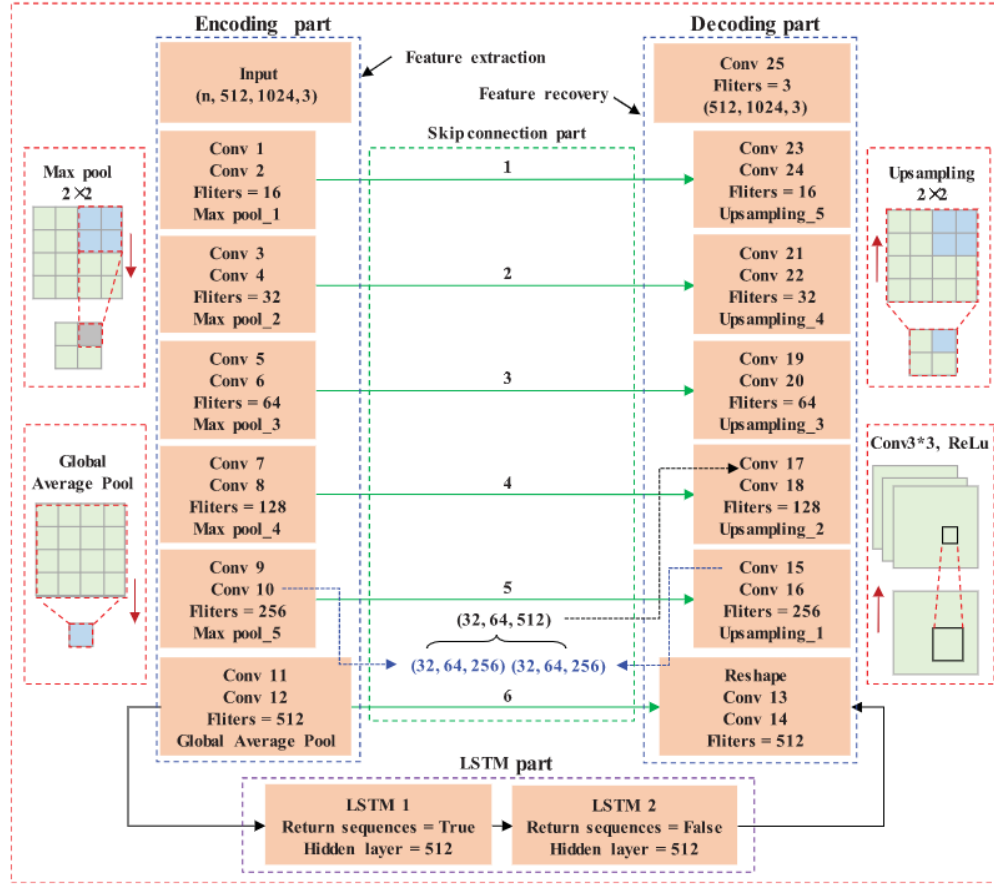 Encoding part
Decoding part
Input
(n, 512, 1024, 3)
Feature extraction
Feature recovery
Conv 25
Fliters = 3
(512, 1024, 3)
Skip connection part
Max pool
2×2
Conv 1
Conv 2
Fliters = 16
Max pool_1
1
Conv 23
Conv 24
Fliters = 16
Upsampling_5
Upsampling
2×2
Conv 3
Conv 4
Fliters = 32
Max pool_2
2
Conv 21
Conv 22
Fliters = 32
Upsampling_4
Conv 5
Conv 6
Fliters = 64
Max pool_3
3
Conv 19
Conv 20
Fliters = 64
Upsampling_3
Global
Average Pool
Conv 7
Conv 8
Fliters = 128
Max pool_4
4
Conv 17
Conv 18
Fliters = 128
Upsampling_2
Conv3*3, ReLu
Conv 9
Conv 10
Fliters = 256
Max pool_5
5
(32, 64, 512)
(32, 64, 256) (32, 64, 256)
Conv 15
Conv 16
Fliters = 256
Upsampling_1
Conv 11
Conv 12
Fliters = 512
Global Average Pool
6
Reshape
Conv 13
Conv 14
Fliters = 512
LSTM part
LSTM 1
Return sequences = True
Hidden layer = 512
LSTM 2
Return sequences = False
Hidden layer = 512